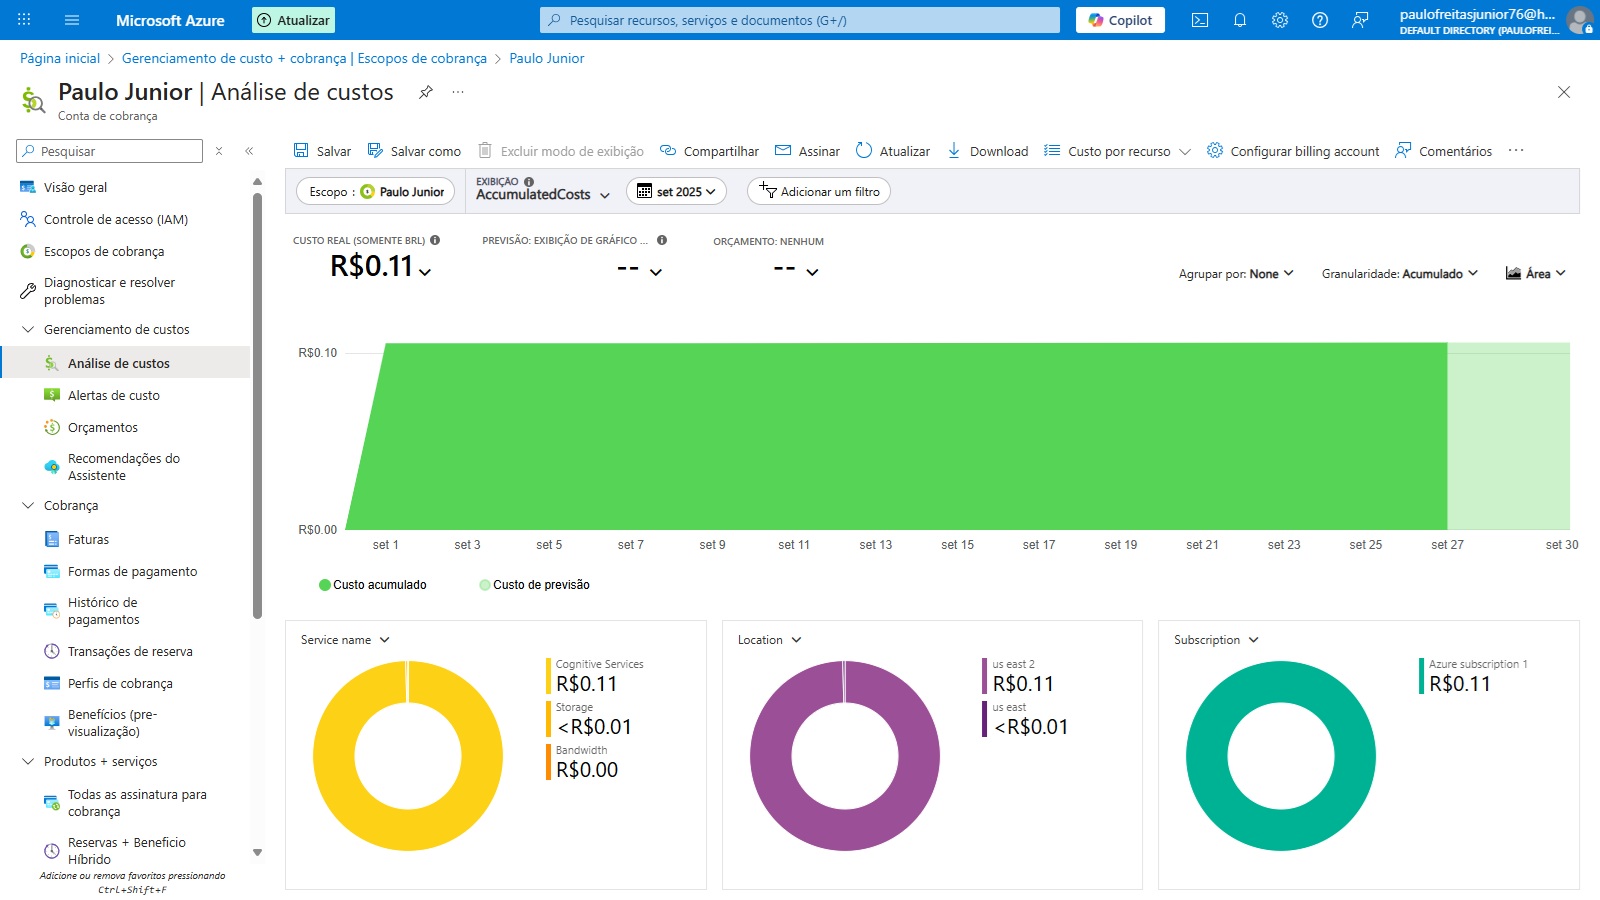 Microsoft Azure
Atualizar
Pesquisar recursos, serviços e documentos (G+/)
Copilot
paulofreitasjunior76@h...
DEFAULT DIRECTORY (PAULOFREI...
Página inicial > Gerenciamento de custo + cobrança | Escopos de cobrança > Paulo Junior
Paulo Junior | Análise de custos
Conta de cobrança
Pesquisar
Visão geral
Controle de acesso (IAM)
Escopos de cobrança
Diagnosticar e resolver
problemas
Gerenciamento de custos
Análise de custos
Alertas de custo
Orçamentos
Recomendações do
Assistente
Cobrança
Faturas
Formas de pagamento
Histórico de
pagamentos
Transações de reserva
Perfis de cobrança
Benefícios (pre-
visualização)
Produtos + serviços
Todas as assinatura para
cobrança
Reservas + Benefício
Híbrido
Adicione ou remova favoritos pressionando
Ctrl+Shift+F
Salvar
Salvar como
Excluir modo de exibição
Compartilhar
Assinar
Atualizar
Download
Custo por recurso
Configurar billing account
Comentários
Escopo : Paulo Junior
EXIBIÇÃO
AccumulatedCosts
set 2025
Adicionar um filtro
CUSTO REAL (SOMENTE BRL)
R$0.11
PREVISÃO: EXIBIÇÃO DE GRÁFICO ...
--
ORÇAMENTO: NENHUM
--
Agrupar por: None
Granularidade: Acumulado
Área
R$0.10
R$0.00
set 1 set 3 set 5 set 7 set 9 set 11 set 13 set 15 set 17 set 19 set 21 set 23 set 25 set 27 set 30
Custo acumulado
Custo de previsão
Service name
Cognitive Services
R$0.11
Storage
<R$0.01
Bandwidth
R$0.00
Location
us east 2
R$0.11
us east
<R$0.01
Subscription
Azure subscription 1
R$0.11